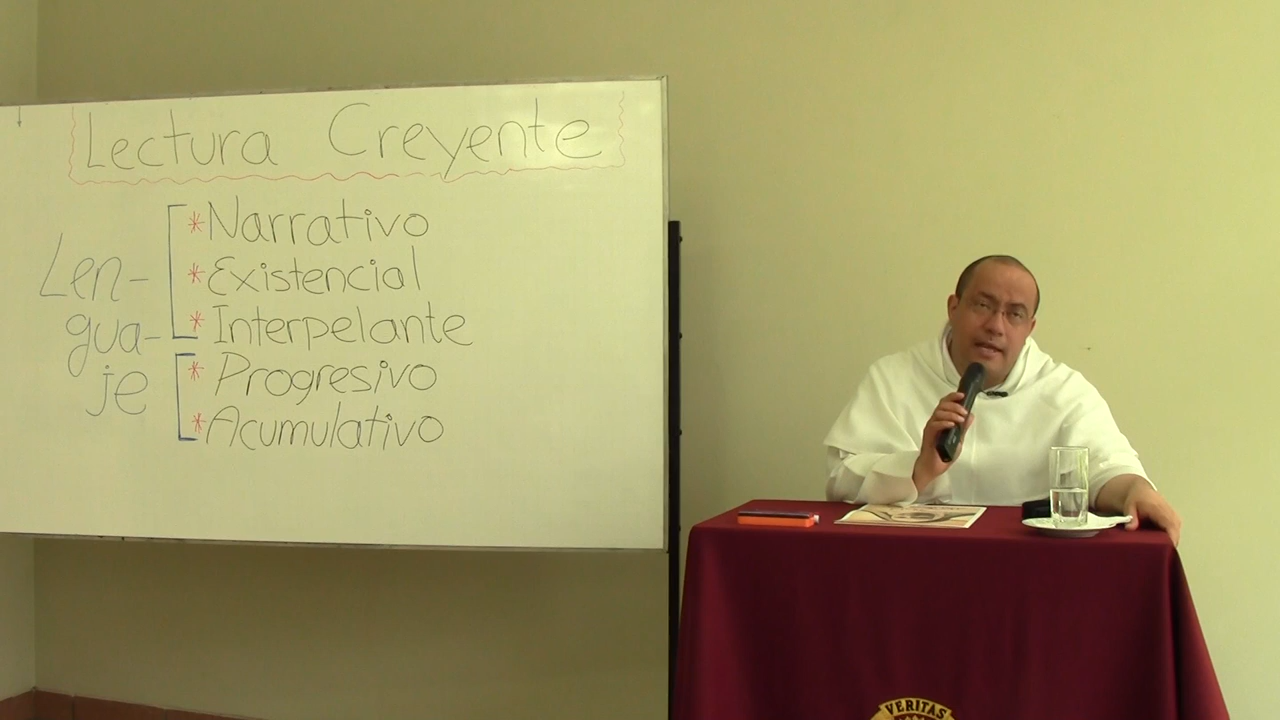 Lectura Creyente
Len-
gua-
je
* Narrativo
* Existencial
* Interpelante
* Progresivo
* Acumulativo
VERITAS